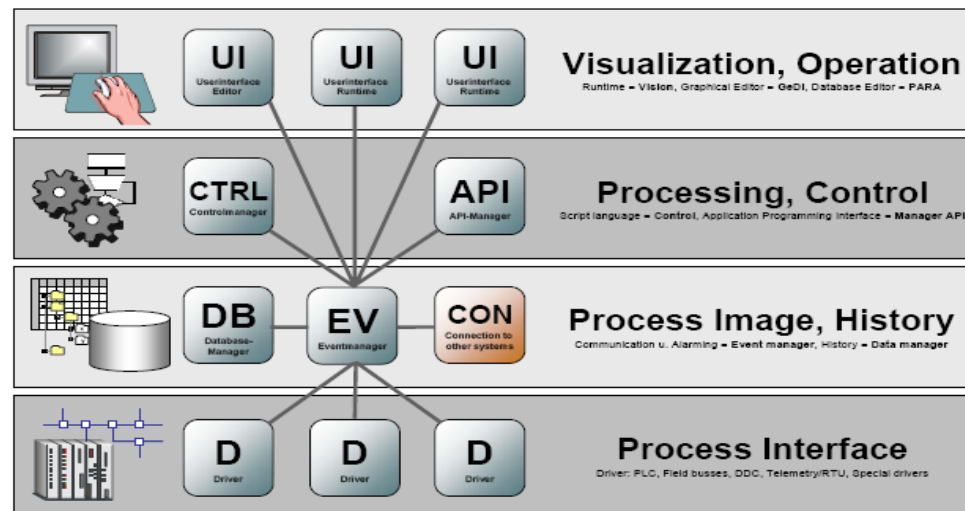 UI
Userinterface
Editor
UI
Userinterface
Runtime
UI
Userinterface
Runtime
Visualization, Operation
Runtime = Vision, Graphical Editor = GeDI, Database Editor = PARA
CTRL
Controlmanager
API
API-Manager
Processing, Control
Script language = Control, Application Programming Interface = Manager API
DB
Database-
Manager
EV
Eventmanager
CON
Connection to
other systems
Process Image, History
Communication u. Alarming = Event manager, History = Data manager
D
Driver
D
Driver
D
Driver
Process Interface
Driver: PLC, Field busses, DDC, Telemetry/RTU, Special drivers